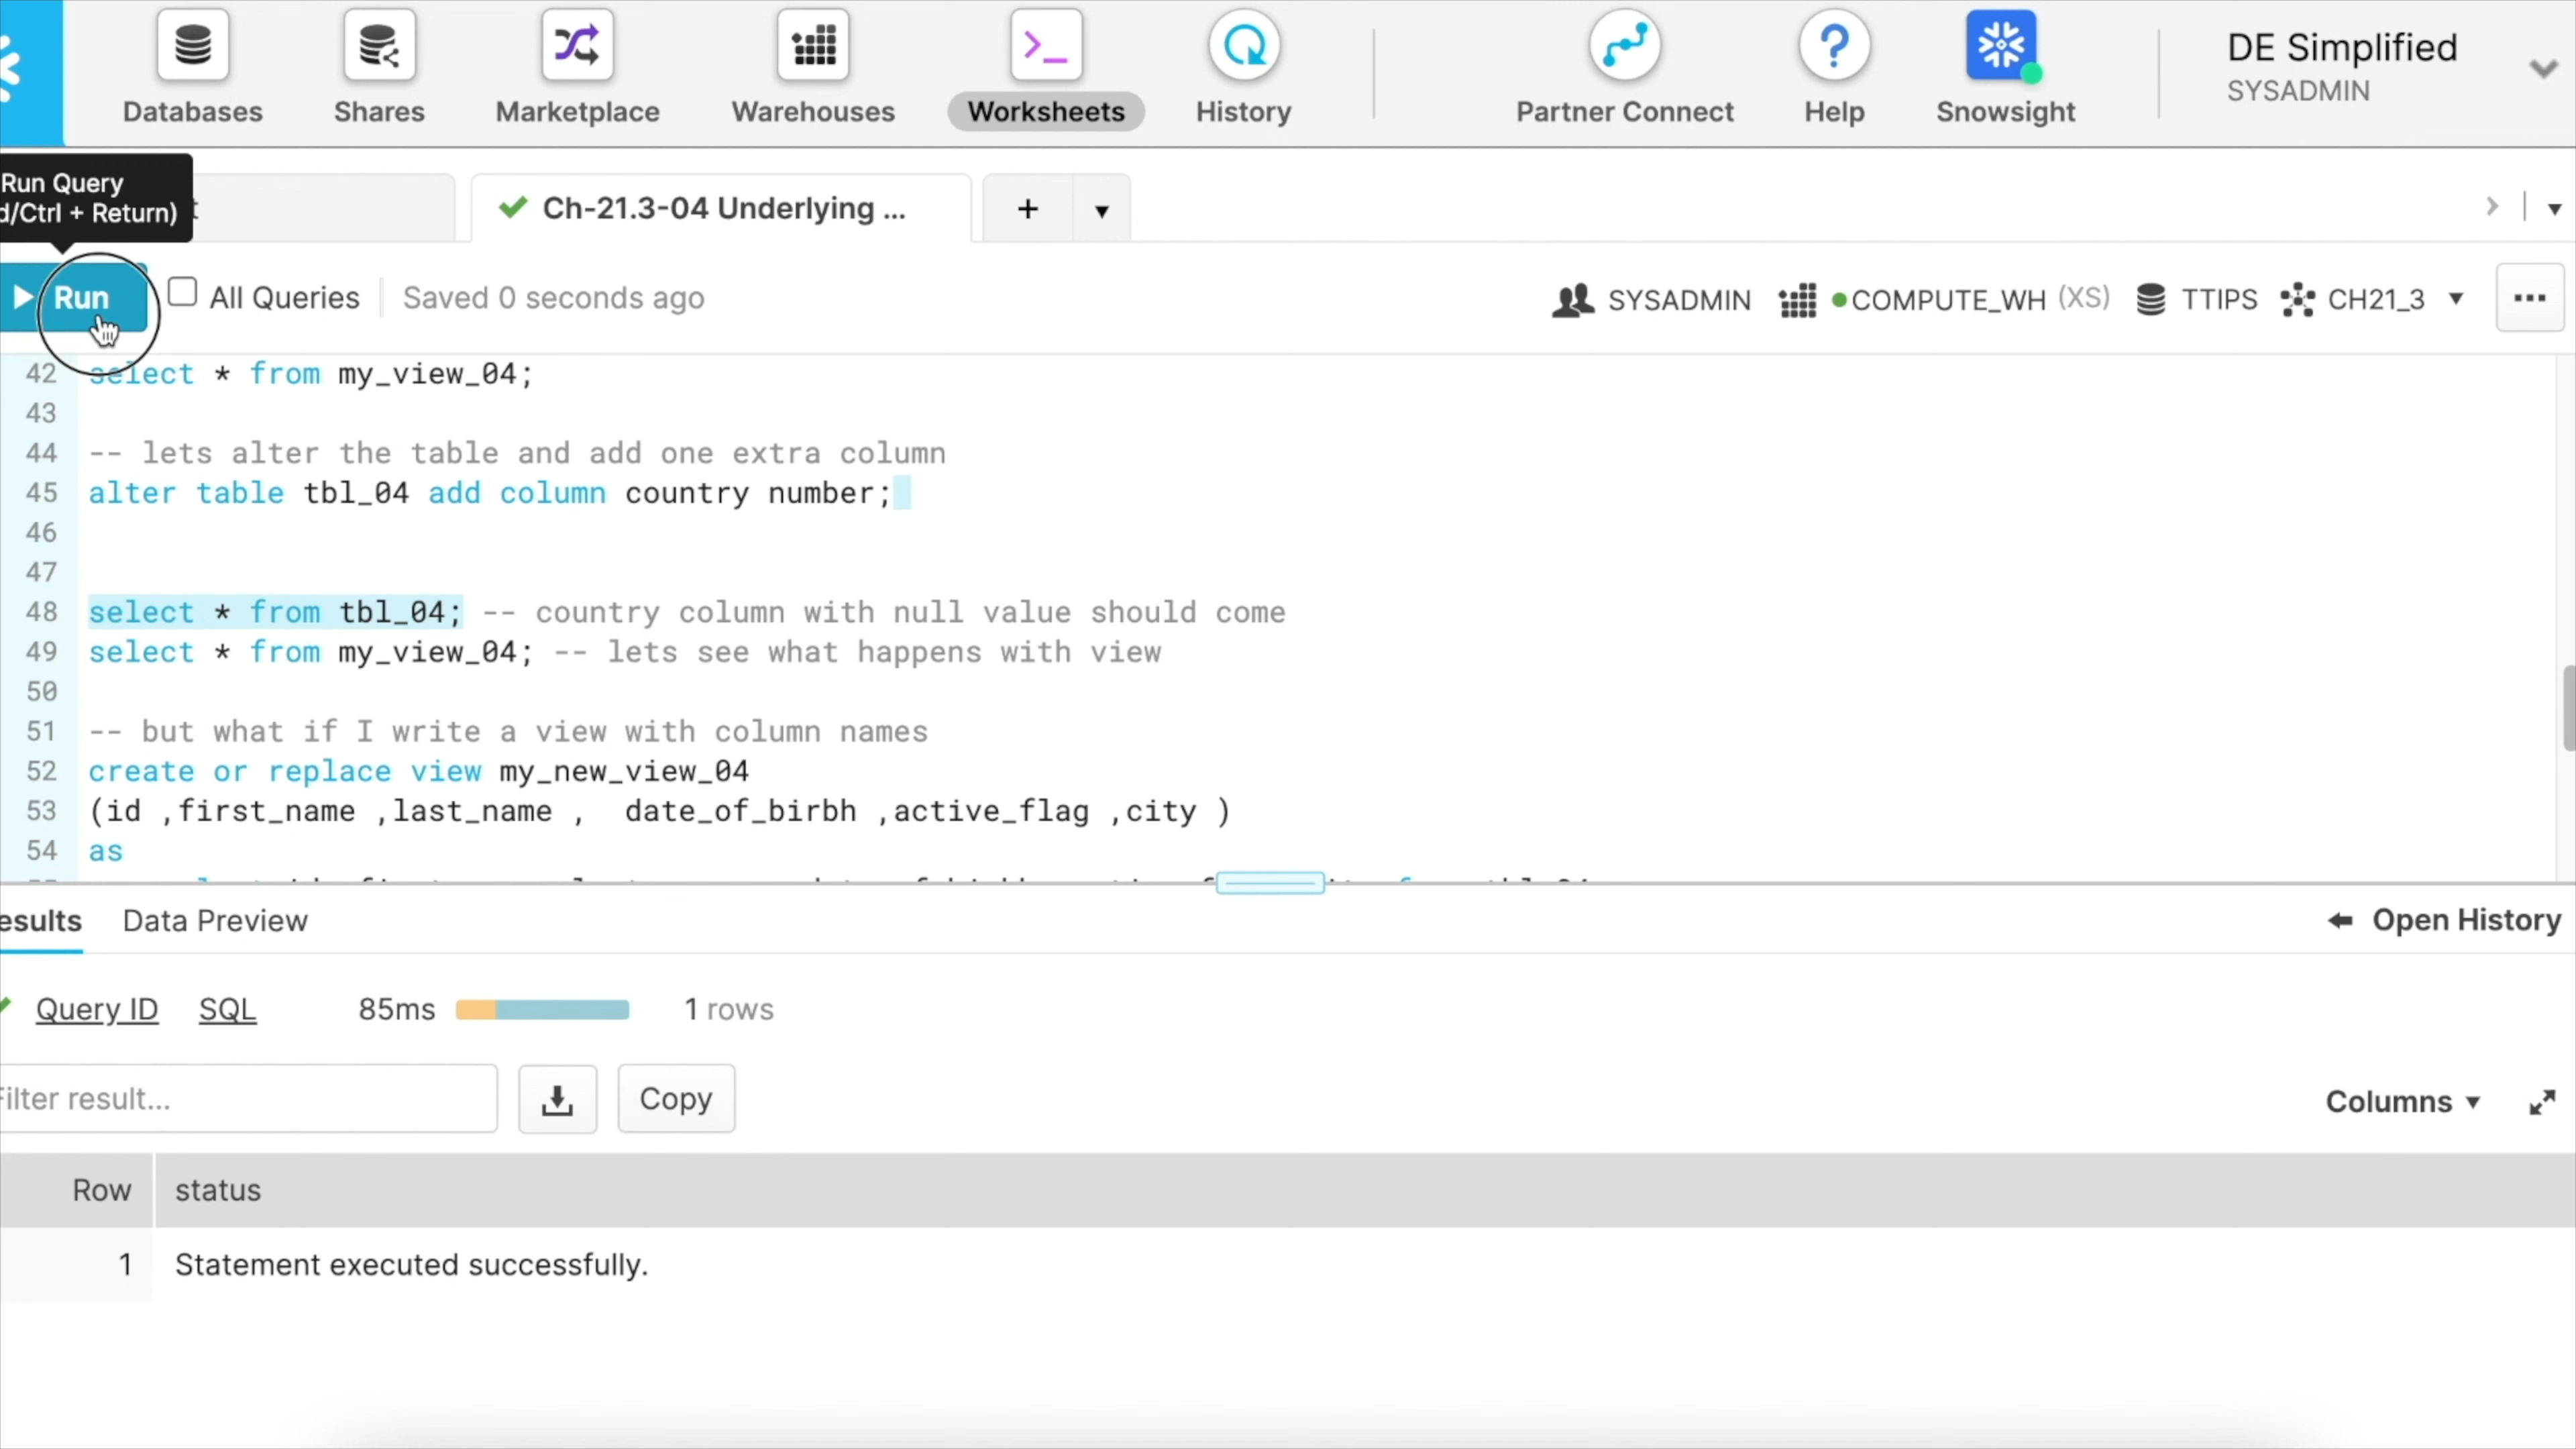 Databases Shares Marketplace Warehouses Worksheets History Partner Connect Help Snowsight DE Simplified
SYSADMIN
Run Query
d/Ctrl + Return)
Ch-21.3-04 Underlying ...
Run All Queries Saved 0 seconds ago SYSADMIN COMPUTE_WH (XS) TTIPS CH21_3
42 select * from my_view_04;
43
44 -- lets alter the table and add one extra column
45 alter table tbl_04 add column country number;
46
47
48 select * from tbl_04; -- country column with null value should come
49 select * from my_view_04; -- lets see what happens with view
50
51 -- but what if I write a view with column names
52 create or replace view my_new_view_04
53 (id ,first_name ,last_name ,  date_of_birbh ,active_flag ,city )
54 as
esults Data Preview Open History
Query ID SQL 85ms 1 rows
Filter result... Copy Columns
Row status
1 Statement executed successfully.